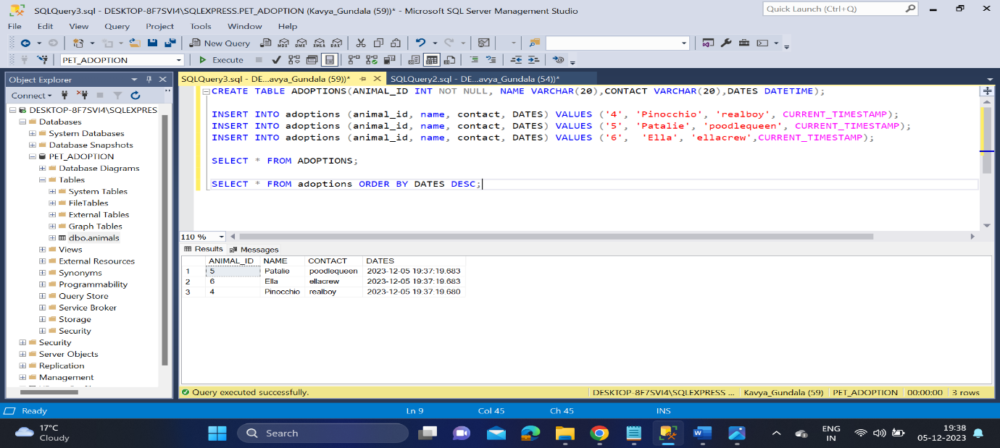 SQLQuery3.sql - DESKTOP-8F7SVI4\SQLEXPRESS.PET_ADOPTION (Kavya_Gundala (59))* - Microsoft SQL Server Management Studio
Quick Launch (Ctrl+Q)
File Edit View Query Project Tools Window Help
New Query MDX DMX XMLA DAX
PET_ADOPTION Execute
Object Explorer
SQLQuery3.sql - DE...avya_Gundala (59))*
SQLQuery2.sql - DE...avya_Gundala (54))*
Connect
DESKTOP-8F7SVI4\SQLEXPRES
Databases
System Databases
Database Snapshots
PET_ADOPTION
Database Diagrams
Tables
System Tables
FileTables
External Tables
Graph Tables
dbo.animals
Views
External Resources
Synonyms
Programmability
Query Store
Service Broker
Storage
Security
Security
Server Objects
Replication
Management
CREATE TABLE ADOPTIONS(ANIMAL_ID INT NOT NULL, NAME VARCHAR(20),CONTACT VARCHAR(20),DATES DATETIME);
INSERT INTO adoptions (animal_id, name, contact, DATES) VALUES ('4', 'Pinocchio', 'realboy', CURRENT_TIMESTAMP);
INSERT INTO adoptions (animal_id, name, contact, DATES) VALUES ('5', 'Patalie', 'poodlequeen', CURRENT_TIMESTAMP);
INSERT INTO adoptions (animal_id, name, contact, DATES) VALUES ('6', 'Ella', 'ellacrew',CURRENT_TIMESTAMP);
SELECT * FROM ADOPTIONS;
SELECT * FROM adoptions ORDER BY DATES DESC;
110 %
Results Messages
ANIMAL_ID NAME CONTACT DATES
1 5 Patalie poodlequeen 2023-12-05 19:37:19.683
2 6 Ella ellacrew 2023-12-05 19:37:19.683
3 4 Pinocchio realboy 2023-12-05 19:37:19.680
Query executed successfully.
DESKTOP-8F7SVI4\SQLEXPRESS ... Kavya_Gundala (59) PET_ADOPTION 00:00:00 3 rows
Ready Ln 9 Col 45 Ch 45 INS
17°C
Cloudy
Search
ENG
IN
19:38
05-12-2023